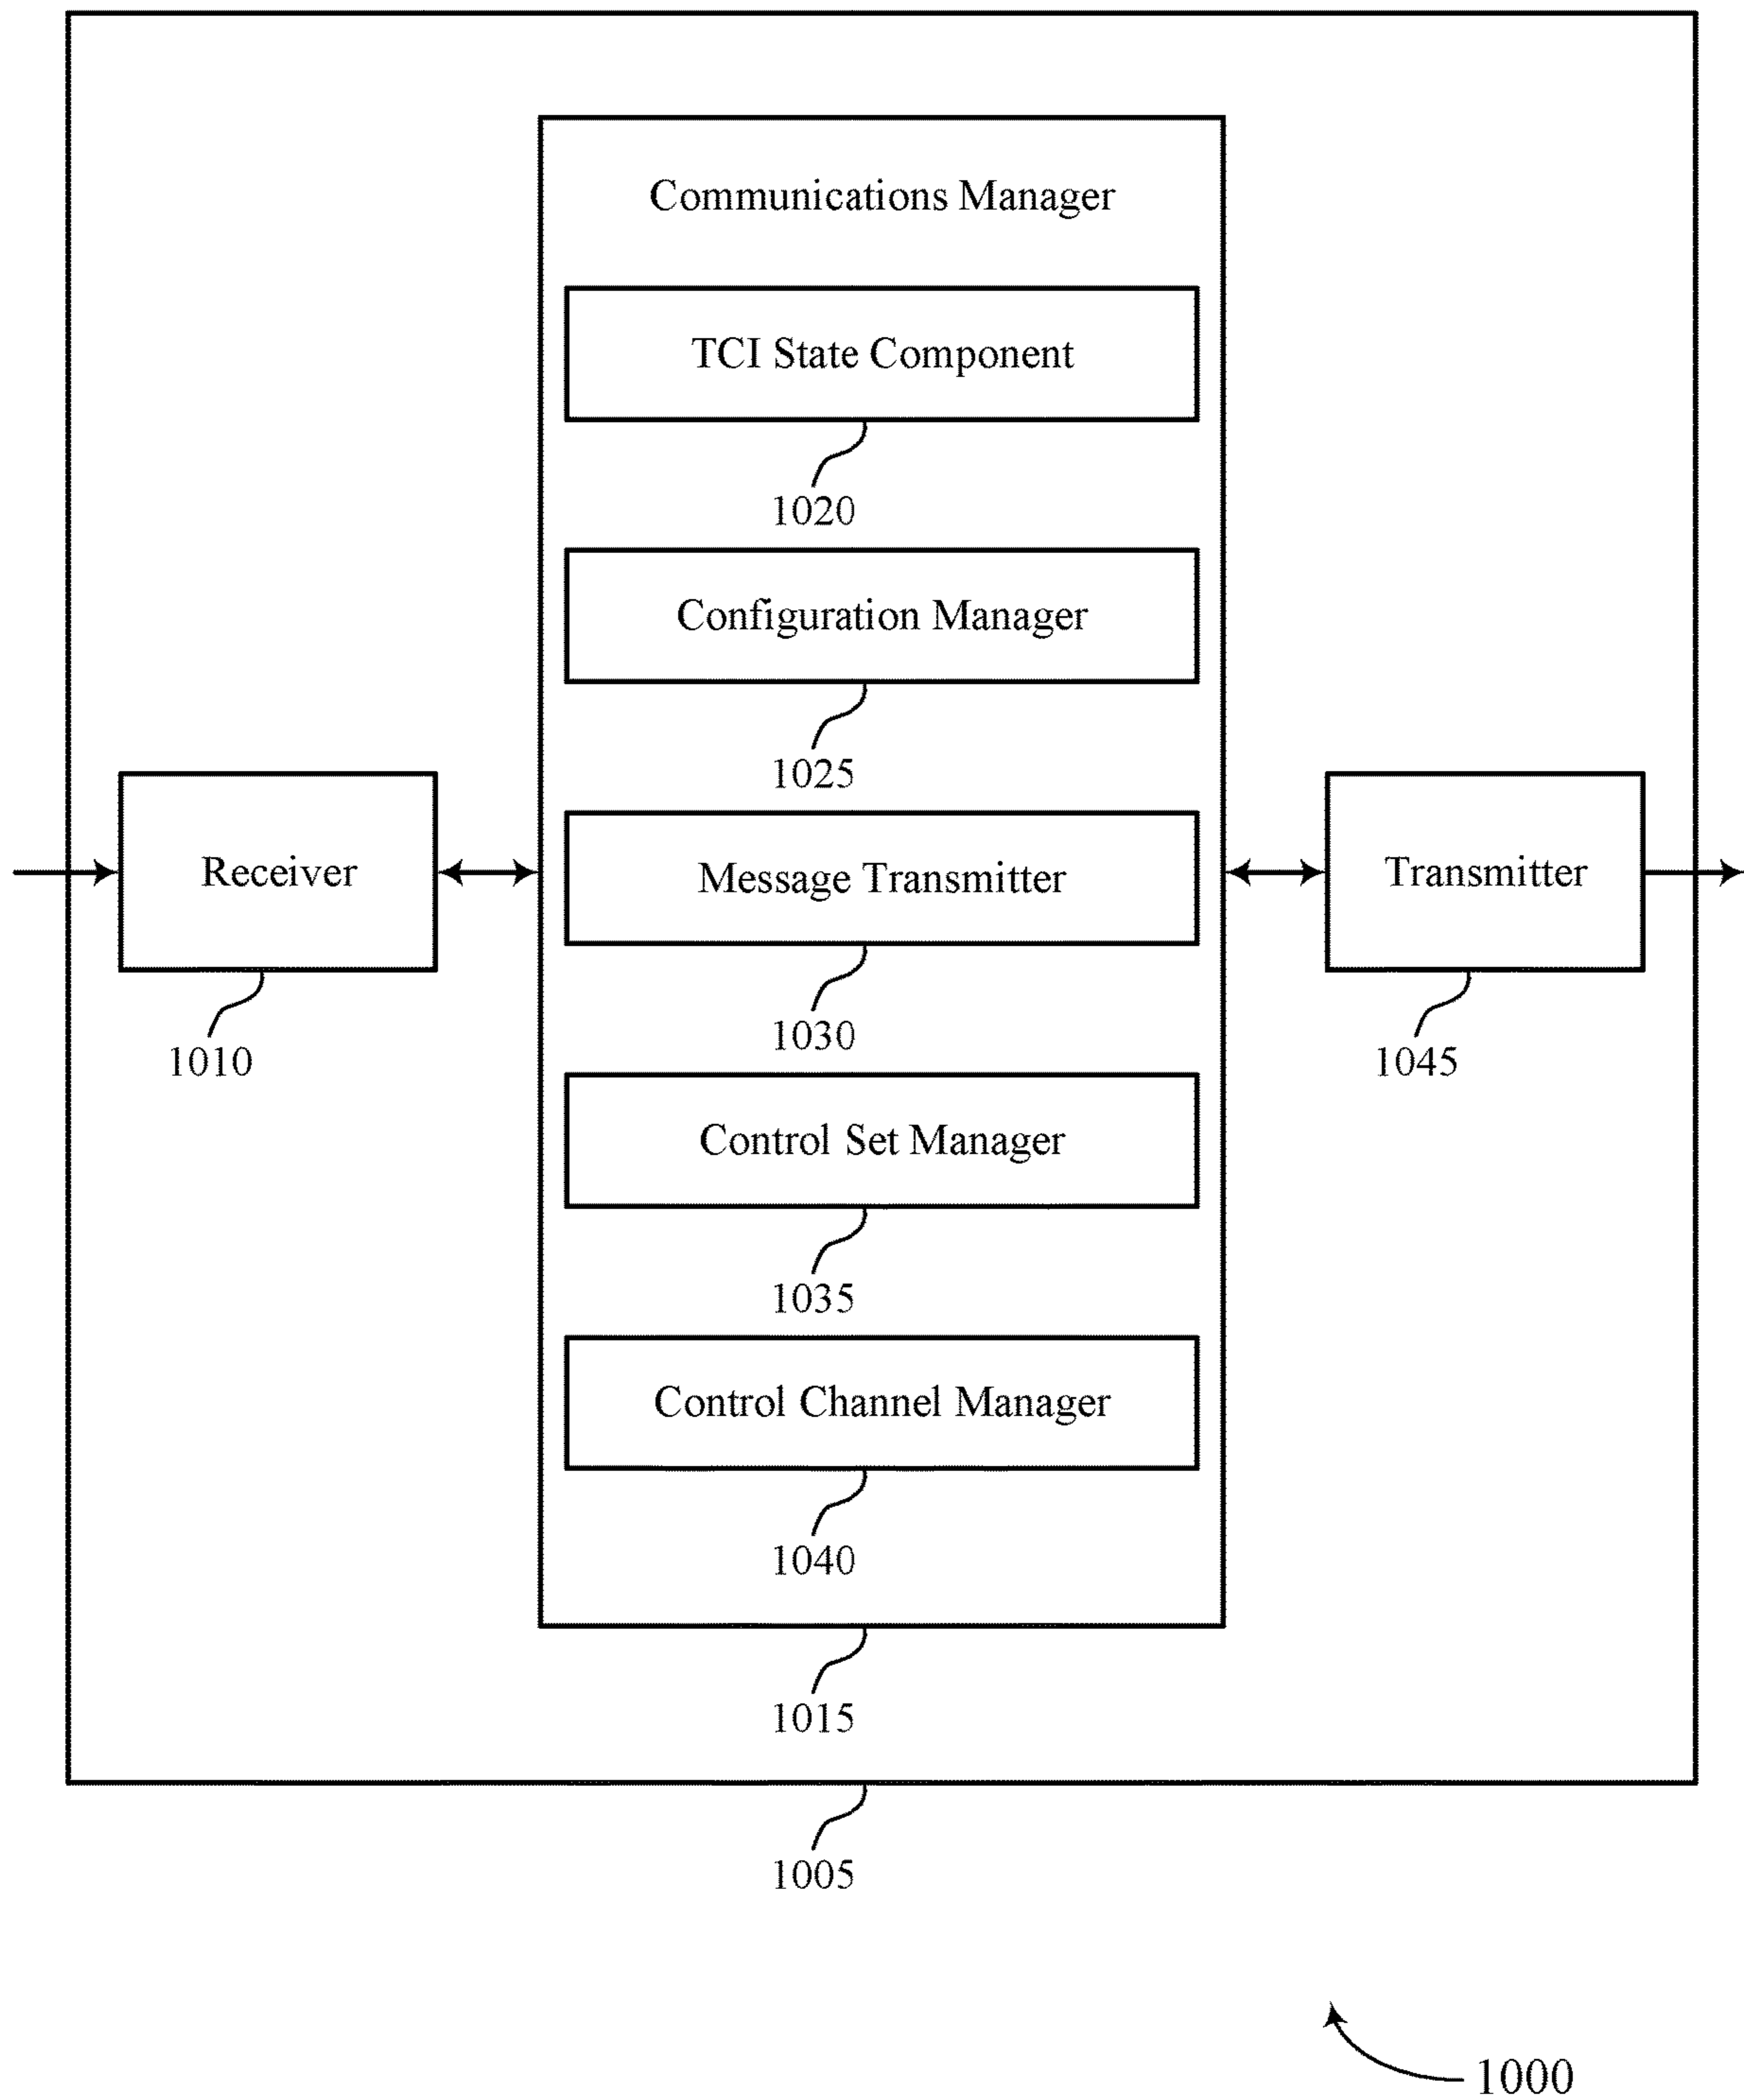 Communications Manager
TCI State Component
1020
Configuration Manager
1025
Receiver
1010
Message Transmitter
1030
Transmitter
1045
Control Set Manager
1035
Control Channel Manager
1040
1015
1005
1000